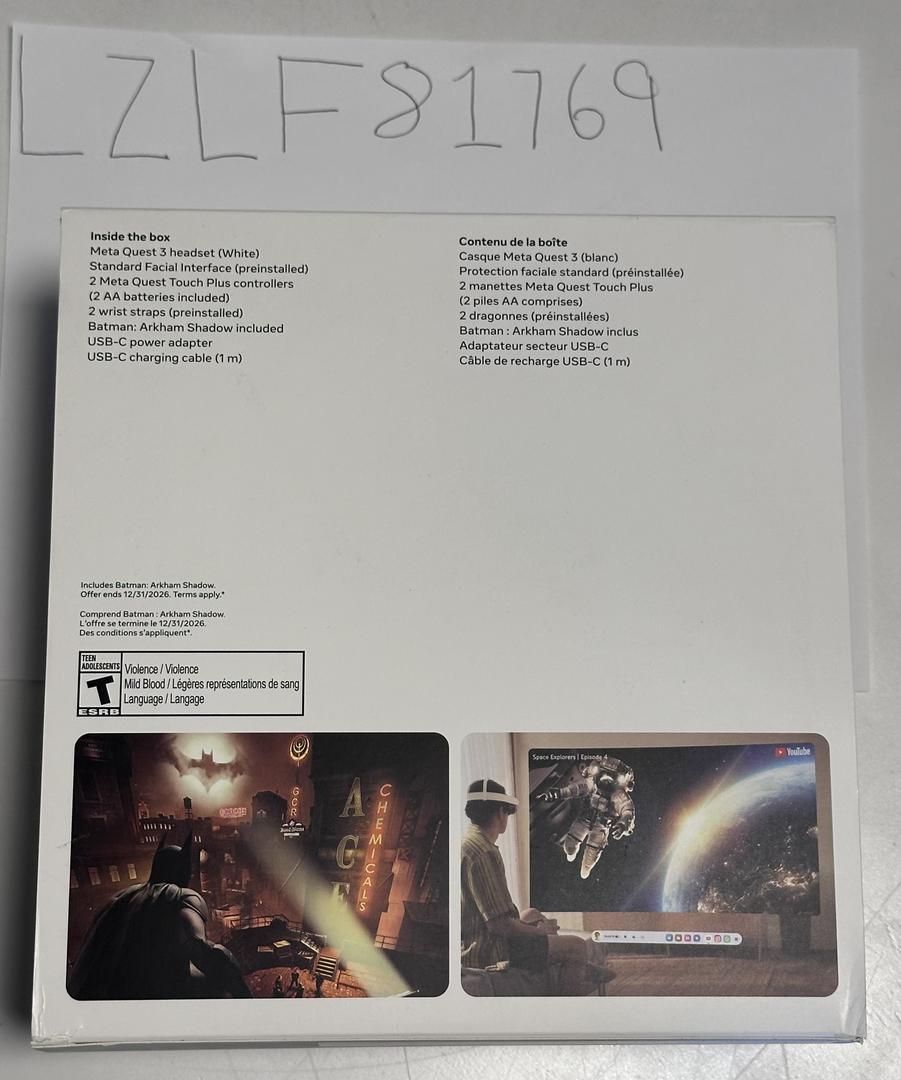 LZLF81769
Inside the box
Meta Quest 3 headset (White)
Standard Facial Interface (preinstalled)
2 Meta Quest Touch Plus controllers
(2 AA batteries included)
2 wrist straps (preinstalled)
Batman: Arkham Shadow included
USB-C power adapter
USB-C charging cable (1 m)
Contenu de la boîte
Casque Meta Quest 3 (blanc)
Protection faciale standard (préinstallée)
2 manettes Meta Quest Touch Plus
(2 piles AA comprises)
2 dragonnes (préinstallées)
Batman : Arkham Shadow inclus
Adaptateur secteur USB-C
Câble de recharge USB-C (1 m)
Includes Batman: Arkham Shadow.
Offer ends 12/31/2026. Terms apply.*
Comprend Batman : Arkham Shadow.
L'offre se termine le 12/31/2026.
Des conditions s'appliquent*.
TEEN
ADOLESCENTS
T
ESRB
Violence / Violence
Mild Blood / Légères représentations de sang
Language / Langage
GCR
ACE
CHEMICALS
Space Explorers | Episode 4
YouTube